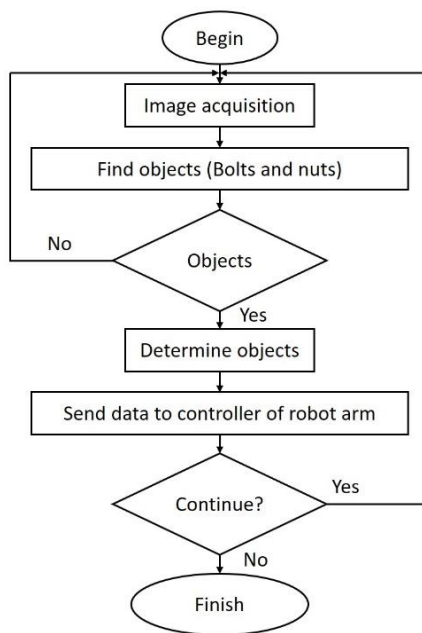 Begin
Image acquisition
Find objects (Bolts and nuts)
No
Objects
Yes
Determine objects
Send data to controller of robot arm
Yes
Continue?
No
Finish